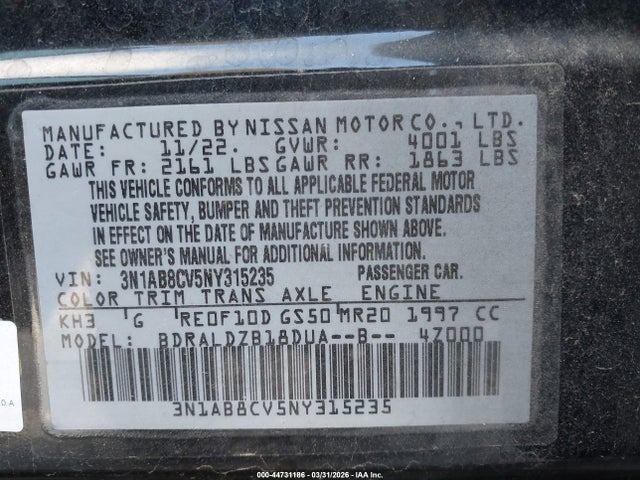 MANUFACTURED BY NISSAN MOTOR CO., LTD.
DATE: 11/22. GVWR: 4001 LBS
GAWR FR: 2161 LBS GAWR RR: 1863 LBS
THIS VEHICLE CONFORMS TO ALL APPLICABLE FEDERAL MOTOR
VEHICLE SAFETY, BUMPER AND THEFT PREVENTION STANDARDS
IN EFFECT ON THE DATE OF MANUFACTURE SHOWN ABOVE.
SEE OWNER'S MANUAL FOR ADDITIONAL INFORMATION.
VIN: 3N1AB8CV5NY315235 PASSENGER CAR.
COLOR TRIM TRANS AXLE ENGINE
KH3 G RE0F10D GS50 MR20 1997 CC
MODEL: BDRALDZB18DUA--B-- 4Z000
3N1AB8CV5NY315235
000-44731186 - 03/31/2026 - IAA Inc.